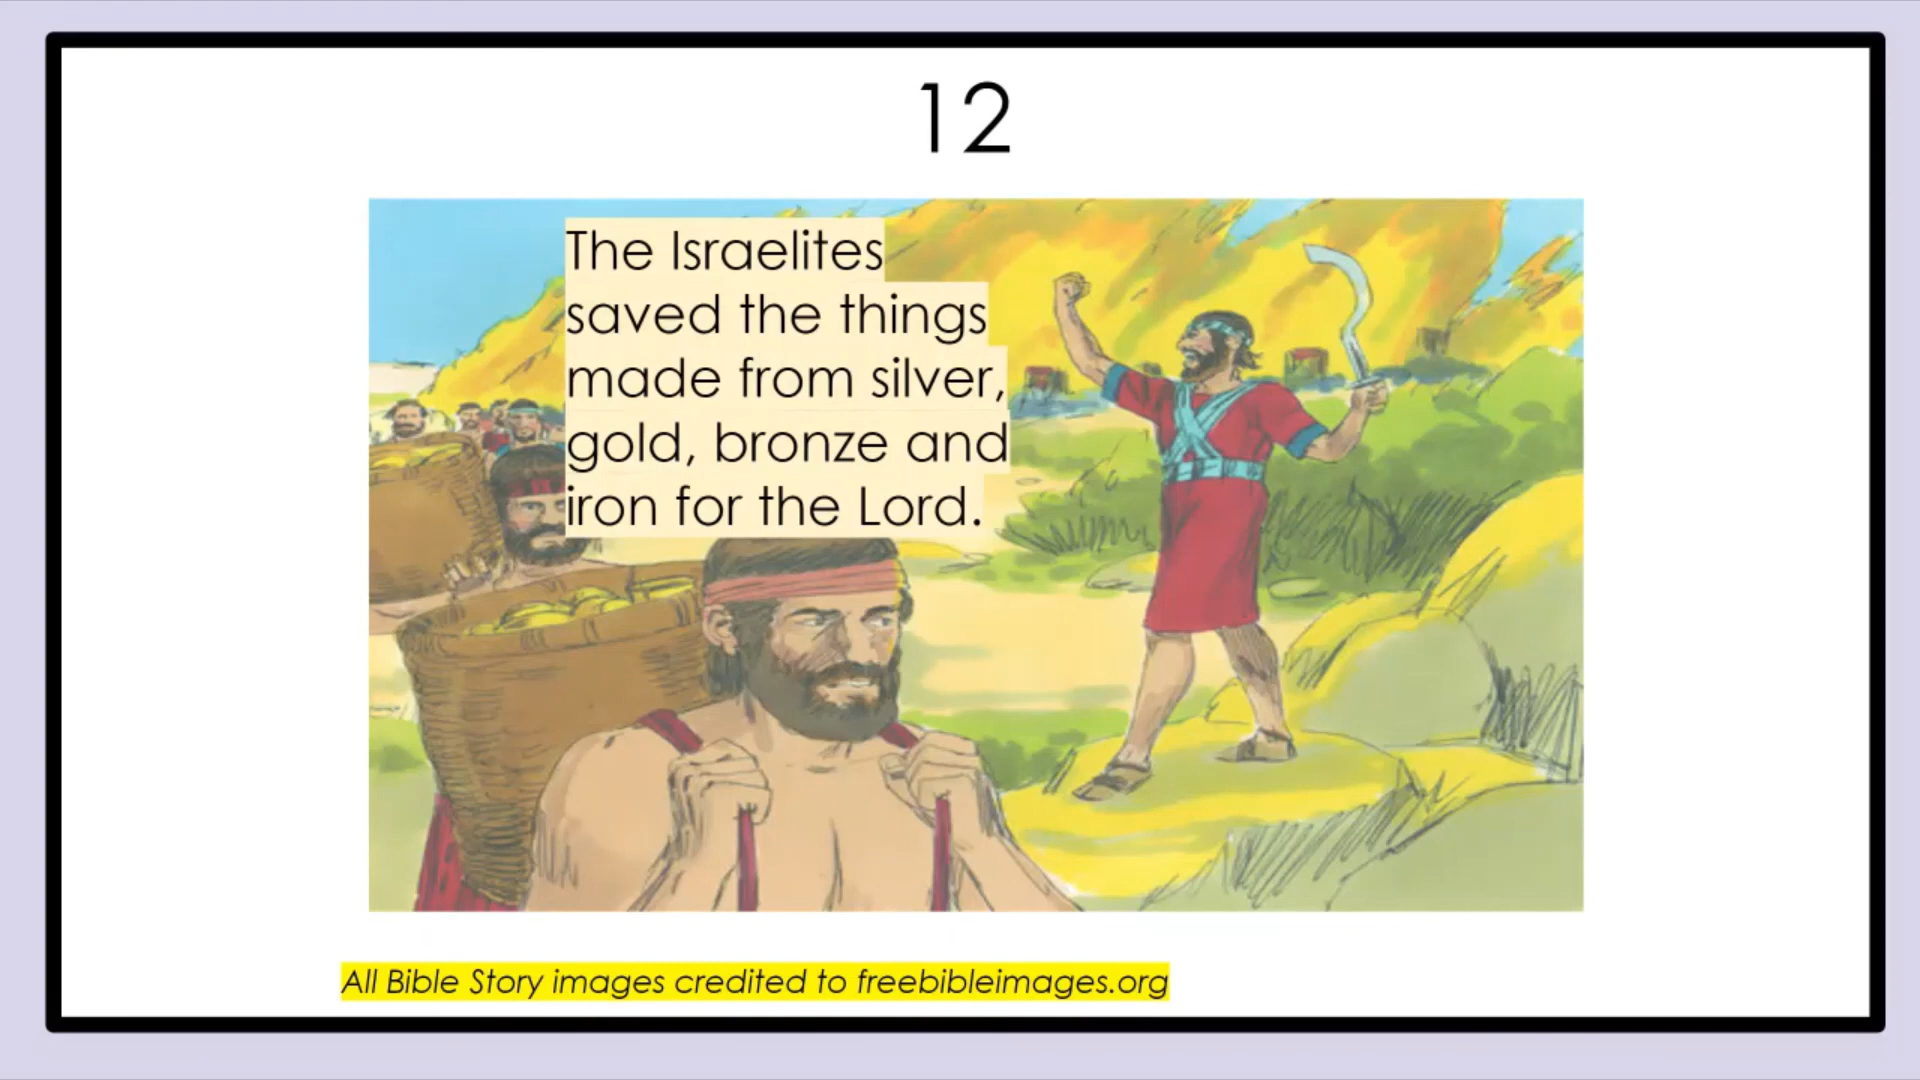 12
The Israelites
saved the things
made from silver,
gold, bronze and
iron for the Lord.
All Bible Story images credited to freebibleimages.org